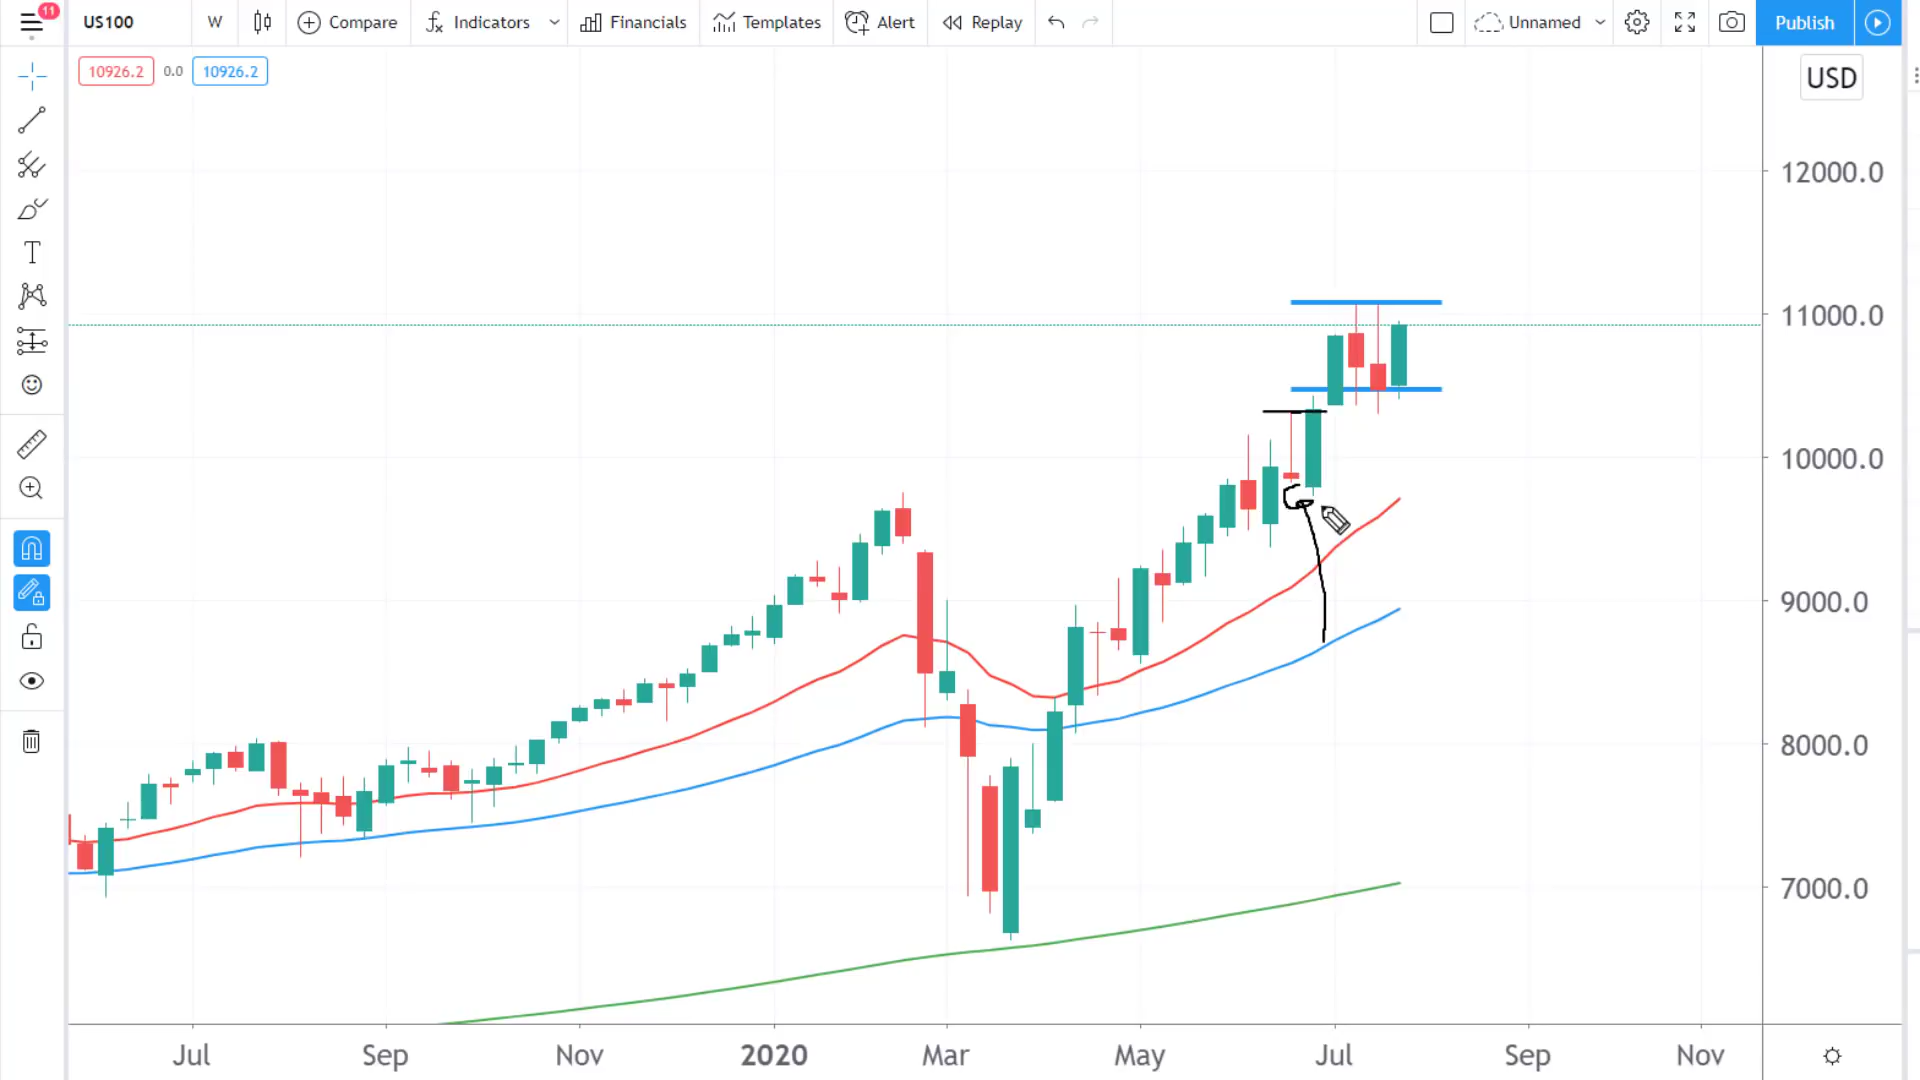 11
US100 W Compare Indicators Financials Templates Alert Replay Unnamed Publish
10926.2 0.0 10926.2
USD
12000.0
11000.0
10000.0
9000.0
8000.0
7000.0
Jul Sep Nov 2020 Mar May Jul Sep Nov